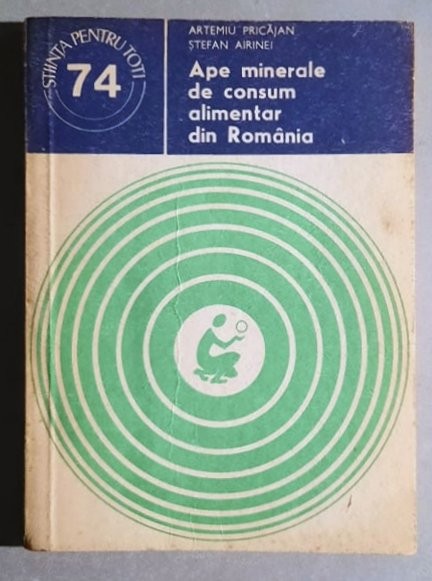 ȘTIINȚA PENTRU TOȚI
74
ARTEMIU PRICĂJAN
ȘTEFAN AIRINEI
Ape minerale
de consum
alimentar
din România